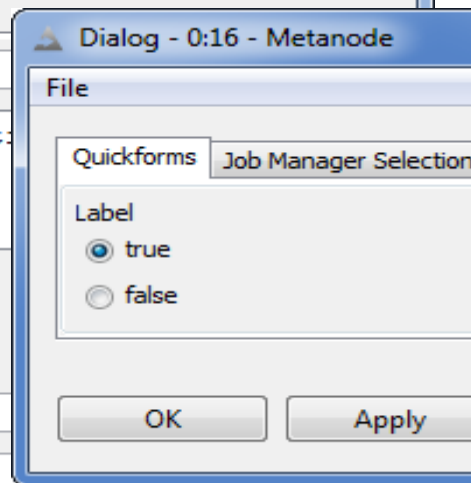 Dialog - 0:16 - Metanode
File
Quickforms Job Manager Selection
Label
true
false
OK Apply